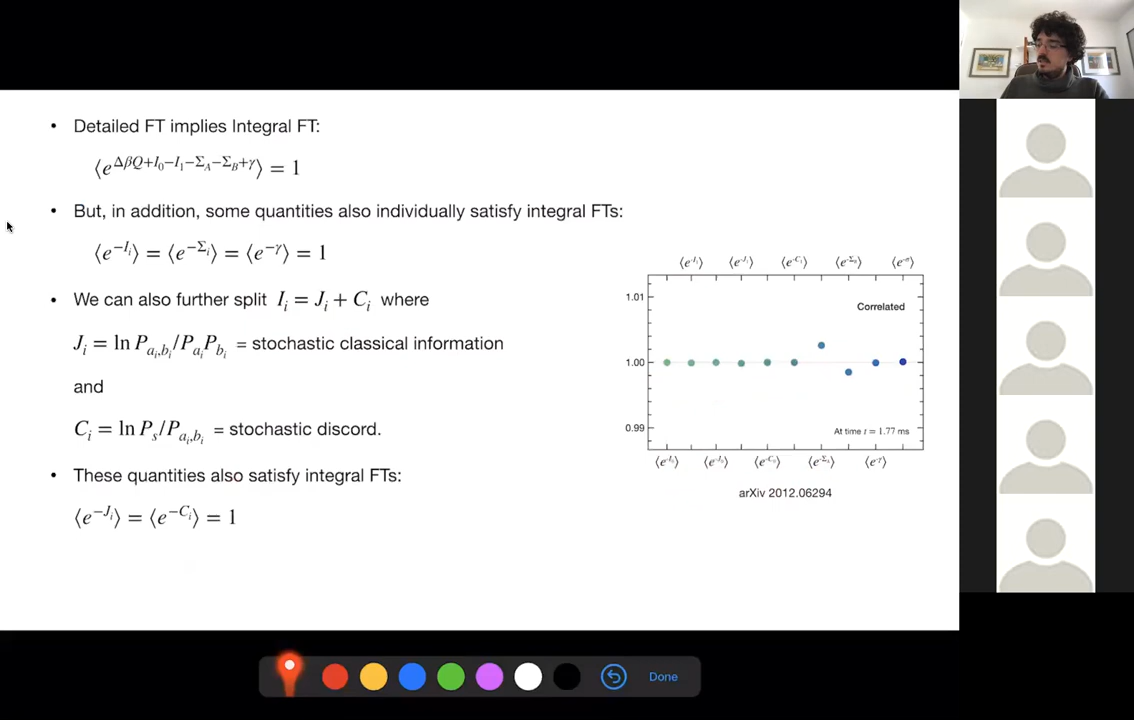 • Detailed FT implies Integral FT:
⟨e^{ΔβQ+I_0−I_1−Σ_A−Σ_B+γ}⟩ = 1
• But, in addition, some quantities also individually satisfy integral FTs:
⟨e^{−I_i}⟩ = ⟨e^{−Σ_i}⟩ = ⟨e^{−γ}⟩ = 1
• We can also further split I_i = J_i + C_i where
J_i = ln P_{a_i,b_i}/P_{a_i}P_{b_i} = stochastic classical information
and
C_i = ln P_s/P_{a_i,b_i} = stochastic discord.
• These quantities also satisfy integral FTs:
⟨e^{−J_i}⟩ = ⟨e^{−C_i}⟩ = 1
1.01
Correlated
1.00
0.99
At time t = 1.77 ms
⟨e^{-γ}⟩
arXiv 2012.06294
Done